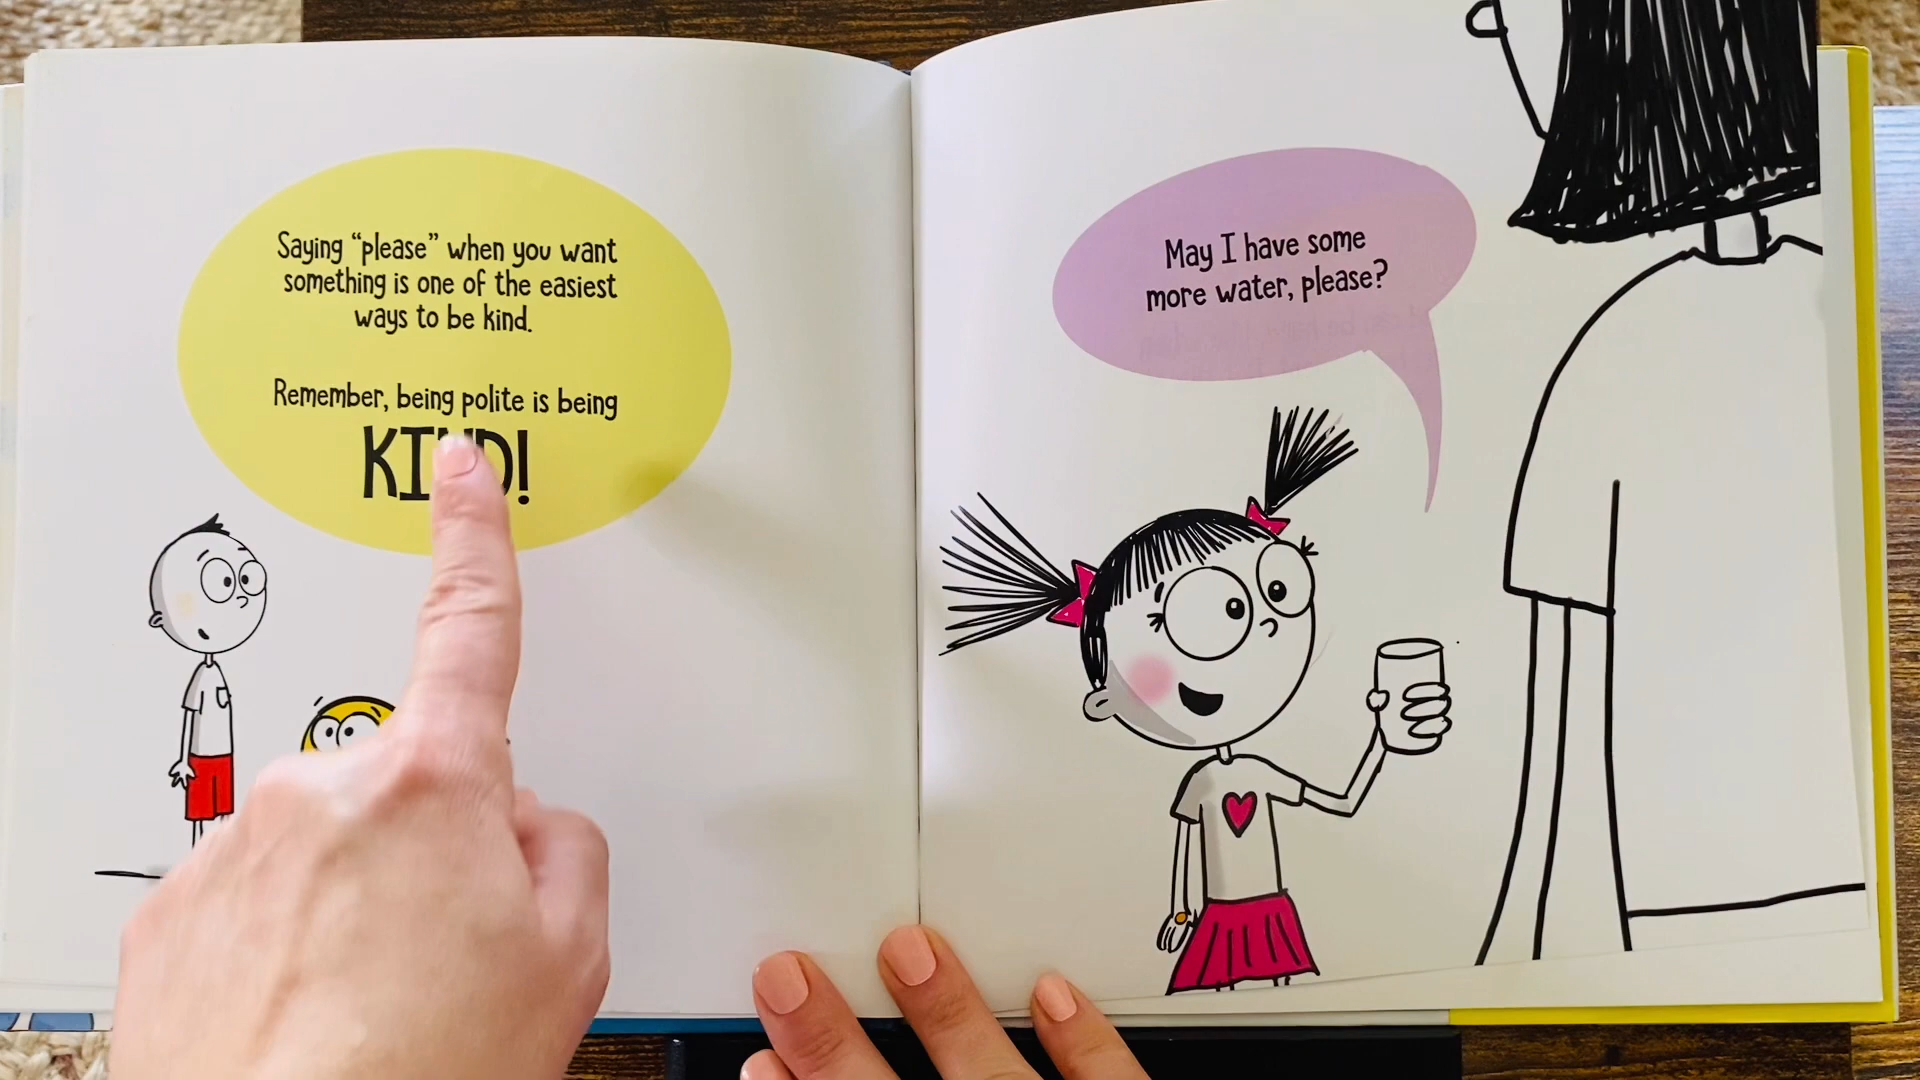 Saying “please” when you want
something is one of the easiest
ways to be kind.
Remember, being polite is being
KIND!
May I have some
more water, please?